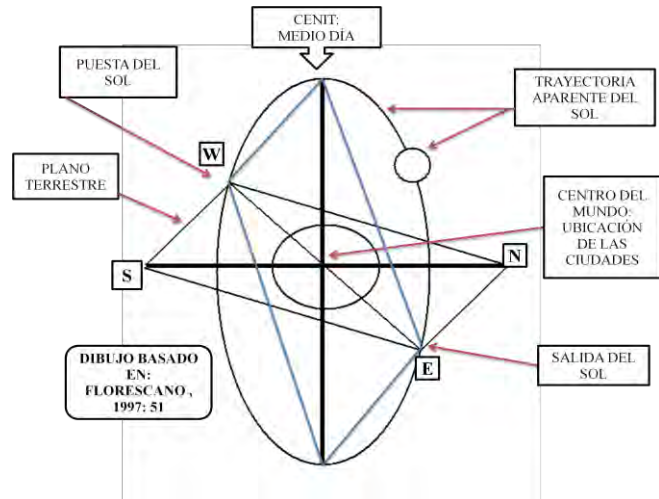 CENIT:
MEDIO DÍA
PUESTA DEL
SOL
TRAYECTORIA
APARENTE DEL
SOL
W
PLANO
TERRESTRE
CENTRO DEL
MUNDO:
UBICACIÓN
DE LAS
CIUDADES
S
N
DIBUJO BASADO
EN:
FLORESCANO ,
1997: 51
E
SALIDA DEL
SOL